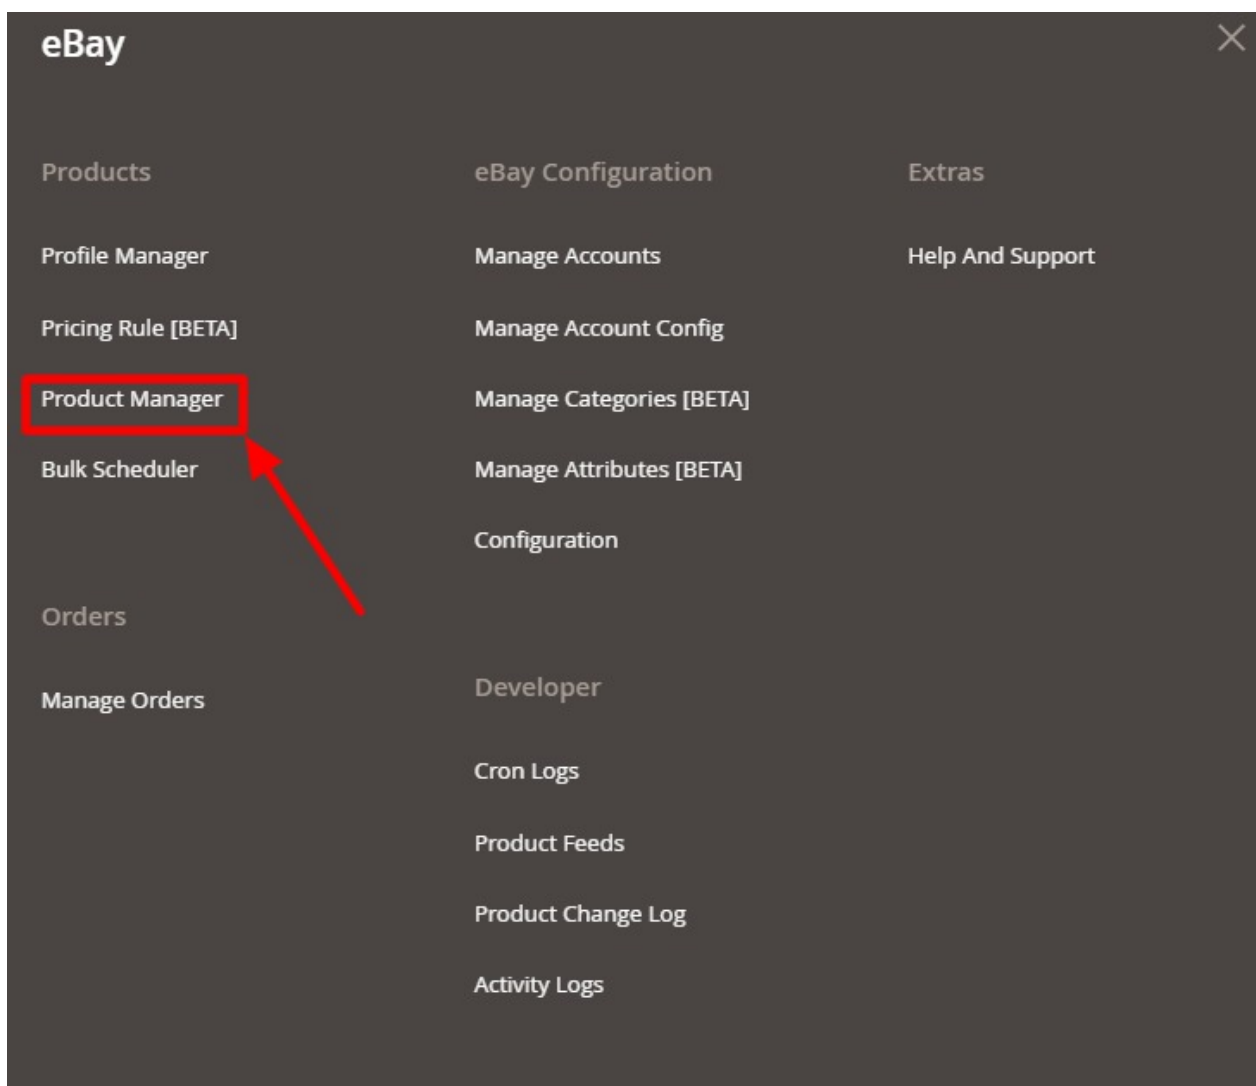 eBay
Products
Profile Manager
Pricing Rule [BETA]
Product Manager
Bulk Scheduler
Orders
Manage Orders
eBay Configuration
Manage Accounts
Manage Account Config
Manage Categories [BETA]
Manage Attributes [BETA]
Configuration
Developer
Cron Logs
Product Feeds
Product Change Log
Activity Logs
Extras
Help And Support